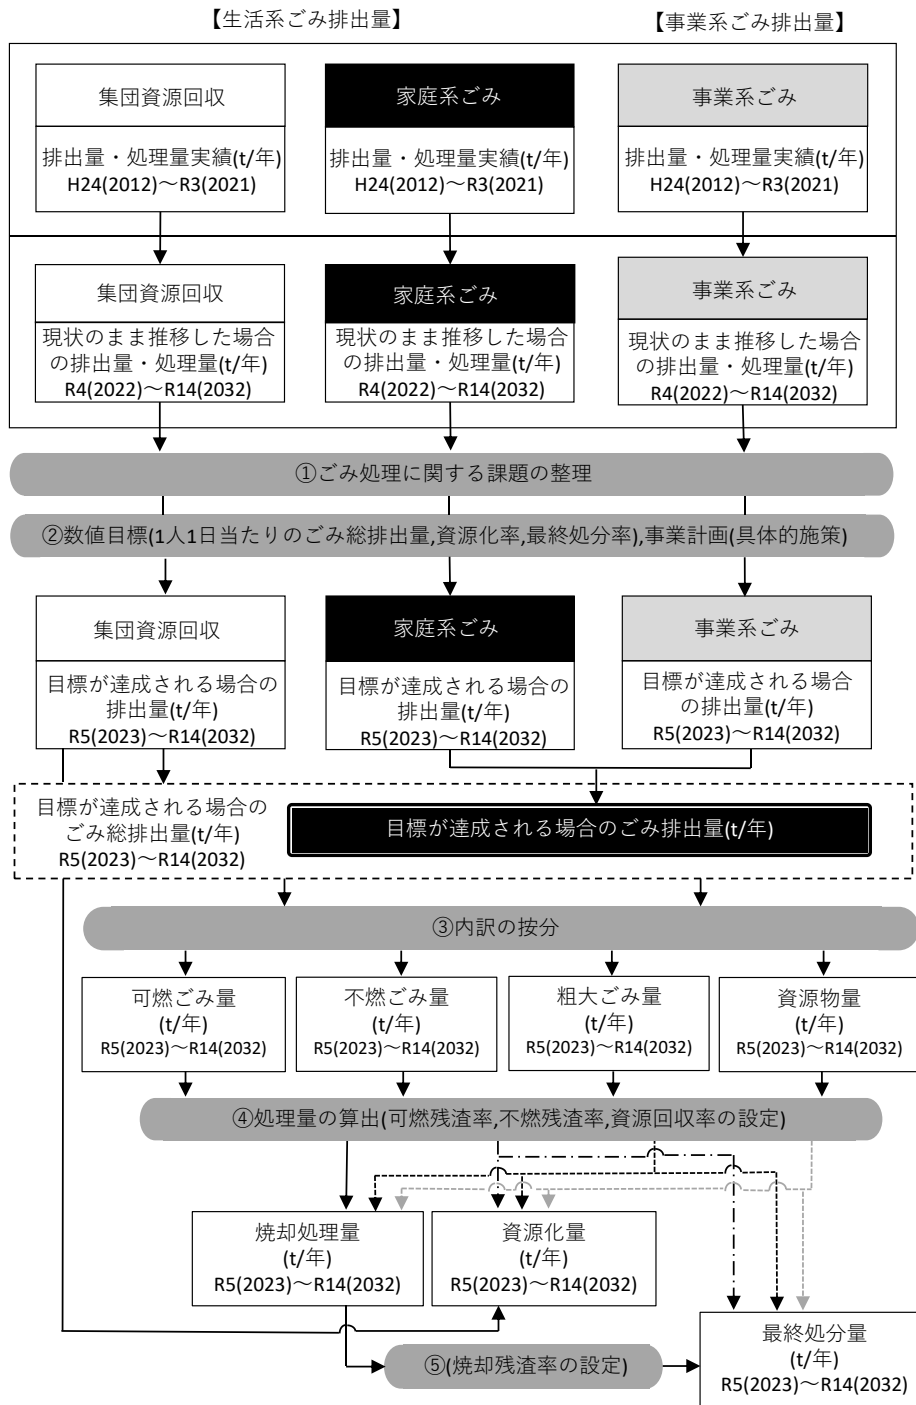 【生活系ごみ排出量】
【事業系ごみ排出量】
集団資源回収
家庭系ごみ
事業系ごみ
排出量・処理量実績(t/年)
H24(2012)～R3(2021)
排出量・処理量実績(t/年)
H24(2012)～R3(2021)
排出量・処理量実績(t/年)
H24(2012)～R3(2021)
集団資源回収
家庭系ごみ
事業系ごみ
現状のまま推移した場合
の排出量・処理量(t/年)
R4(2022)～R14(2032)
現状のまま推移した場合
の排出量・処理量(t/年)
R4(2022)～R14(2032)
現状のまま推移した場合
の排出量・処理量(t/年)
R4(2022)～R14(2032)
①ごみ処理に関する課題の整理
②数値目標(1人1日当たりのごみ総排出量,資源化率,最終処分率),事業計画(具体的施策)
集団資源回収
家庭系ごみ
事業系ごみ
目標が達成される場合の
排出量(t/年)
R5(2023)～R14(2032)
目標が達成される場合の
排出量(t/年)
R5(2023)～R14(2032)
目標が達成される場合
の排出量(t/年)
R5(2023)～R14(2032)
目標が達成される場合の
ごみ総排出量(t/年)
R5(2023)～R14(2032)
目標が達成される場合のごみ排出量(t/年)
③内訳の按分
可燃ごみ量
(t/年)
R5(2023)～R14(2032)
不燃ごみ量
(t/年)
R5(2023)～R14(2032)
粗大ごみ量
(t/年)
R5(2023)～R14(2032)
資源物量
(t/年)
R5(2023)～R14(2032)
④処理量の算出(可燃残渣率,不燃残渣率,資源回収率の設定)
焼却処理量
(t/年)
R5(2023)～R14(2032)
資源化量
(t/年)
R5(2023)～R14(2032)
⑤(焼却残渣率の設定)
最終処分量
(t/年)
R5(2023)～R14(2032)